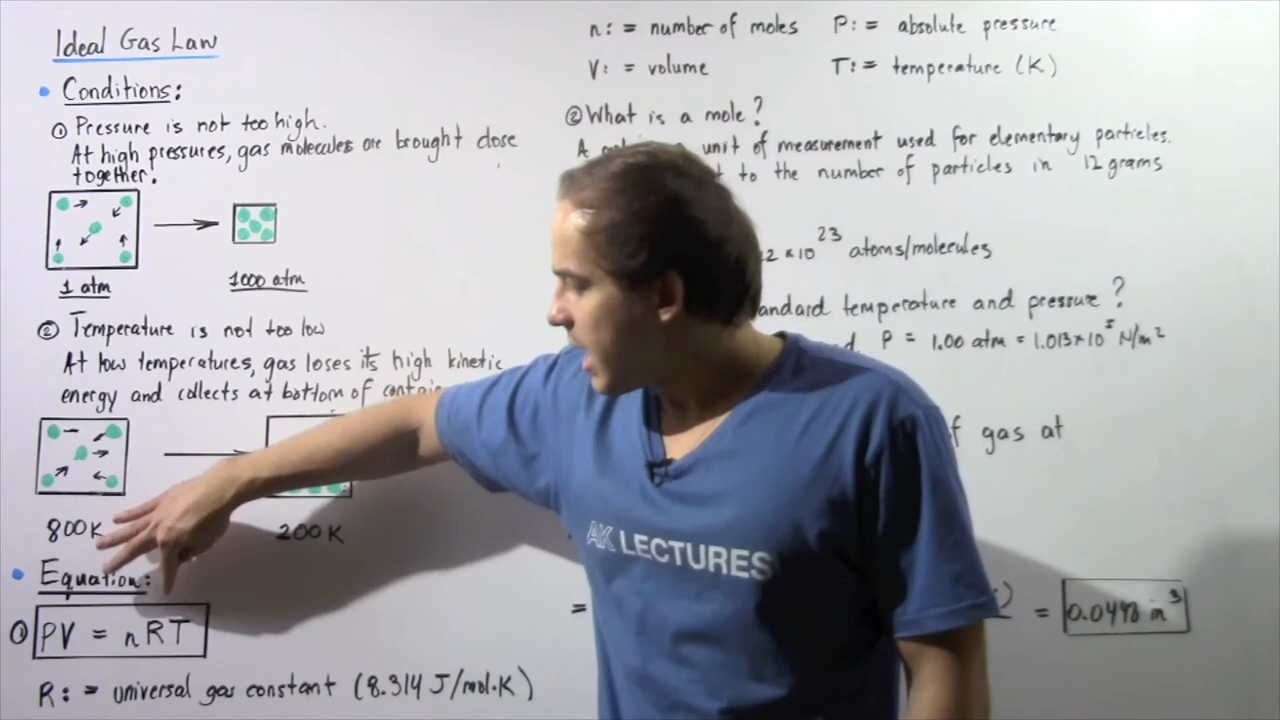 Ideal Gas Law
• Conditions:
① Pressure is not too high.
At high pressures, gas molecules are brought close
together!
1 atm
1000 atm
② Temperature is not too low
At low temperatures, gas loses its high kinetic
energy and collects at bottom of
800K
200K
• Equation:
① PV = nRT
R: = universal gas constant (8.314 J/mol·K)
n: = number of moles P: = absolute pressure
V: = volume T: = temperature (K)
② What is a mole?
A unit of measurement used for elementary particles.
to the number of particles in 12 grams
×10²³ atoms/molecules
temperature and pressure?
P = 1.00 atm = 1.013×10⁵ N/m²
gas at
=
= 0.0448 m³
AK LECTURES